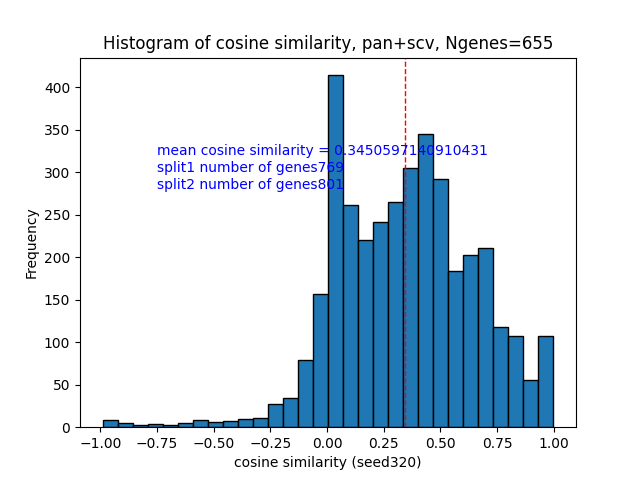 Histogram of cosine similarity, pan+scv, Ngenes=655
400
350
300
250
200
150
100
50
0
Frequency
mean cosine similarity = 0.3450597140910431
split1 number of genes769
split2 number of genes801
−1.00 −0.75 −0.50 −0.25 0.00 0.25 0.50 0.75 1.00
cosine similarity (seed320)